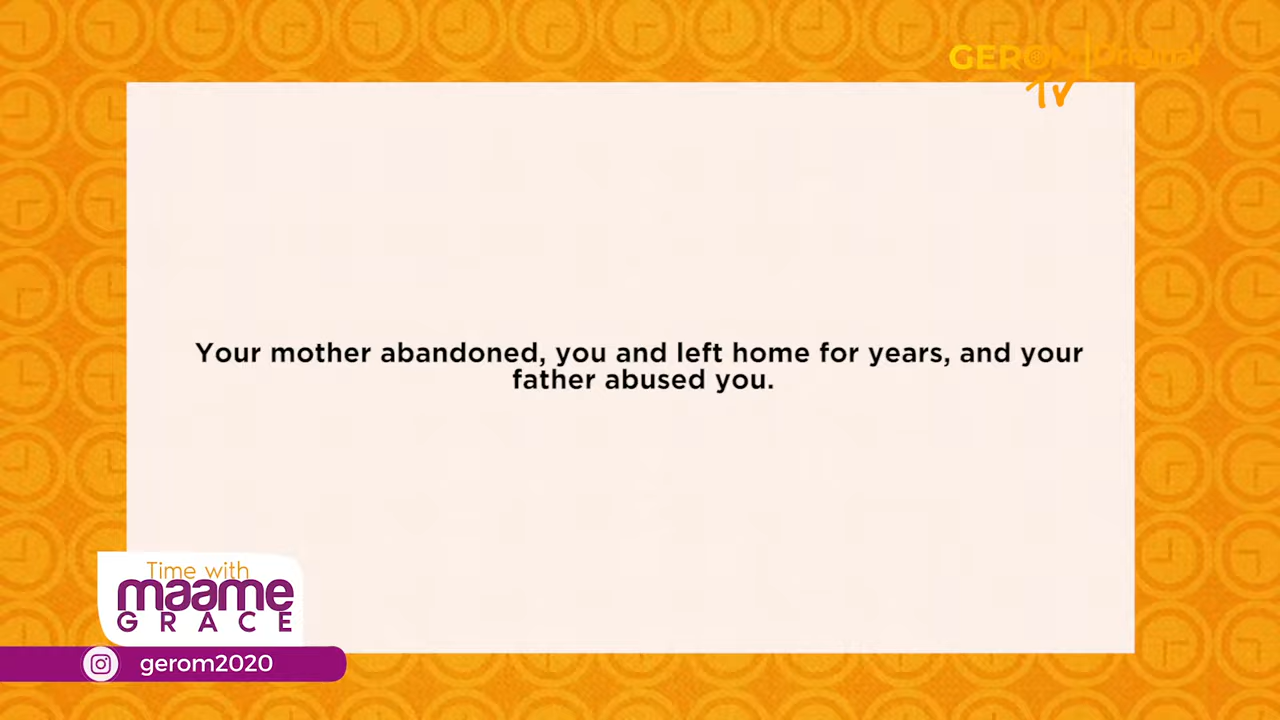 GEROM Original
TV
Your mother abandoned, you and left home for years, and your
father abused you.
Time with
maame
GRACE
gerom2020